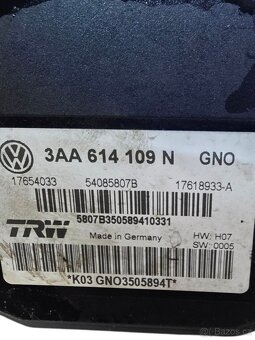 3AA 614 109 N GNO
17654033 54085807B 17618933-A
5807B350589410331
TRW Made in Germany HW: H07
SW: 0005
*K03 GNO3505894T*